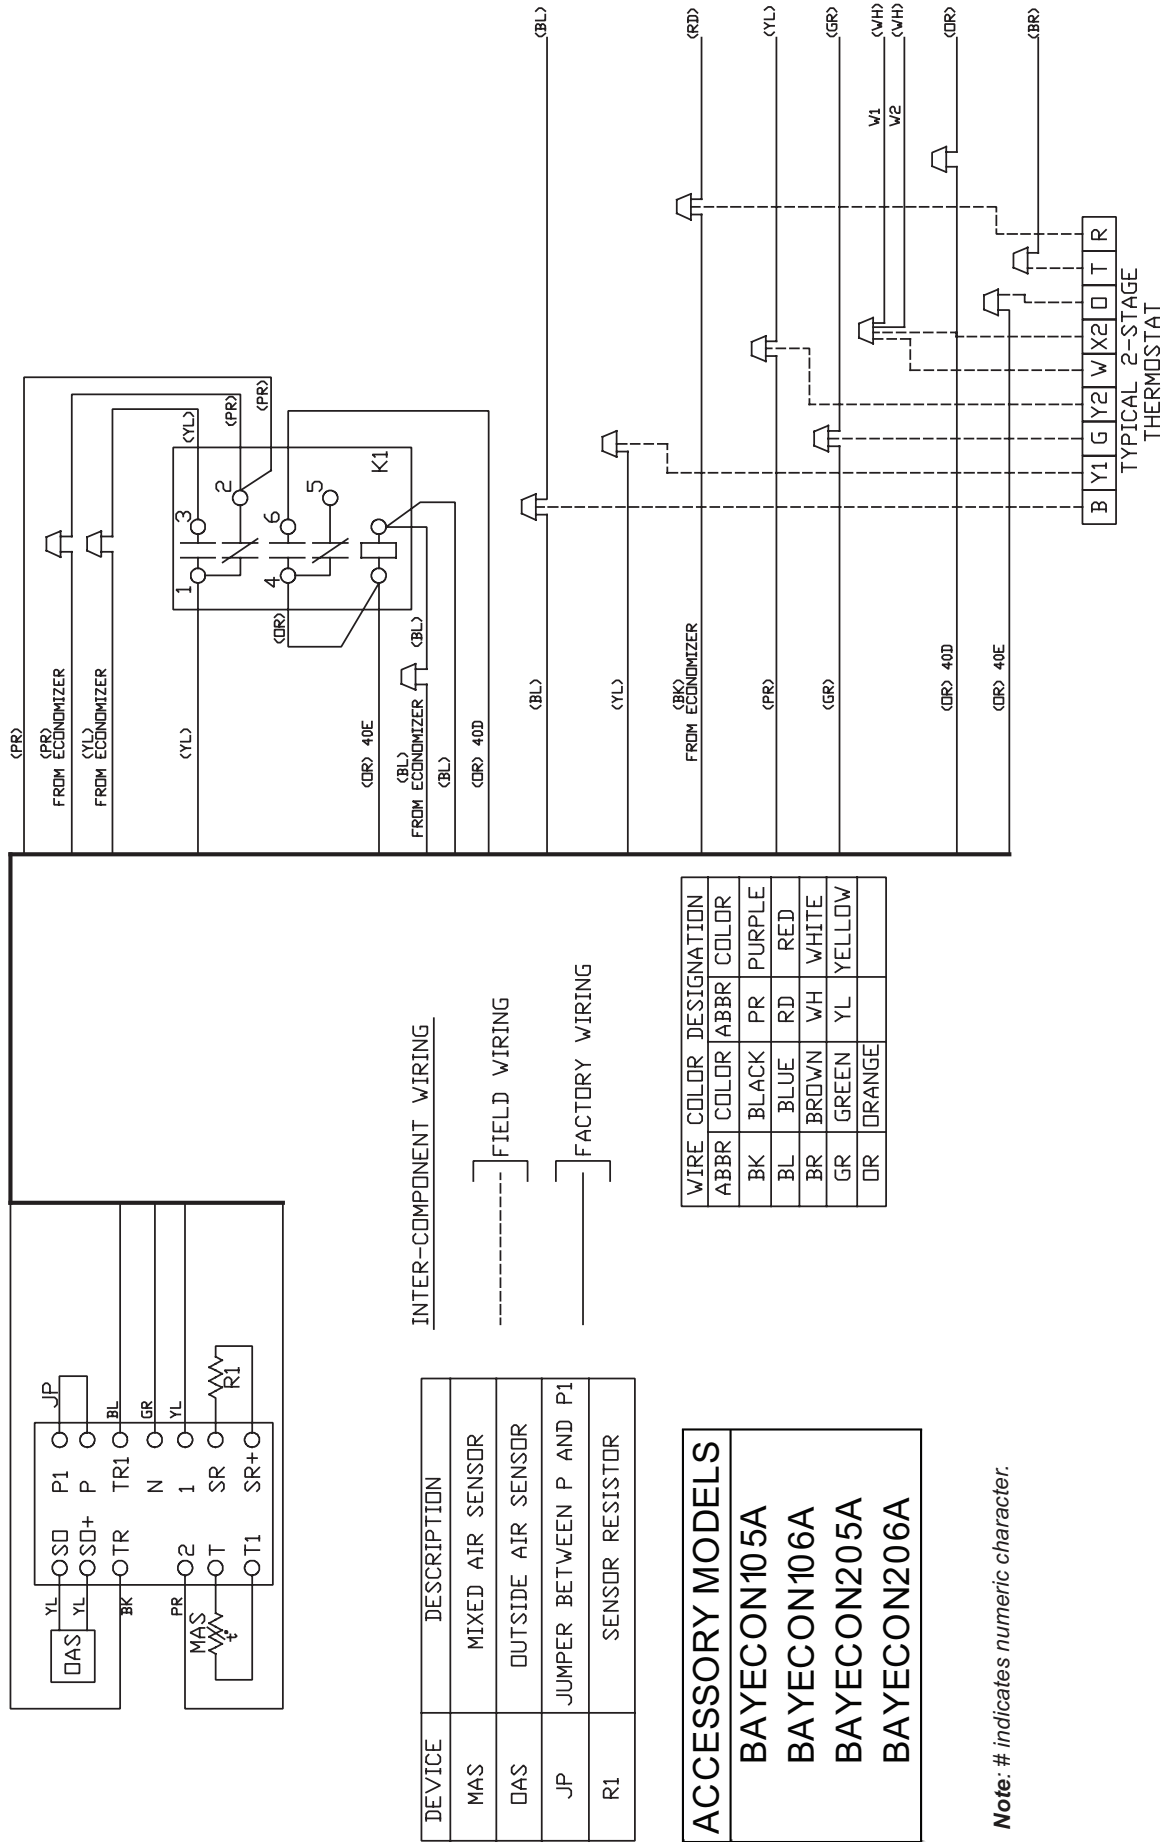 YL
YL
BK
PR
OAS
MAS
t°
SO
SO+
TR
2
T
T1
P1
P
TR1
N
1
SR
SR+
JP
BL
GR
YL
R1
(PR)
(PR)
FROM ECONOMIZER
(YL)
FROM ECONOMIZER
(YL)
(OR) 40E
(BL)
FROM ECONOMIZER
(BL)
(OR) 40D
(OR)
(BL)
1
3
2
4
6
5
K1
(YL)
(PR)
(PR)
DEVICE DESCRIPTION
MAS MIXED AIR SENSOR
OAS OUTSIDE AIR SENSOR
JP JUMPER BETWEEN P AND P1
R1 SENSOR RESISTOR
INTER-COMPONENT WIRING
FIELD WIRING
FACTORY WIRING
(BL)
(YL)
(BK)
FROM ECONOMIZER
(PR)
(GR)
(OR) 40D
(OR) 40E
(BL)
(RD)
(YL)
(GR)
(WH)
(WH)
W1
W2
(OR)
(BR)
ACCESSORY MODELS
BAYECON105A
BAYECON106A
BAYECON205A
BAYECON206A
WIRE COLOR DESIGNATION
ABBR COLOR ABBR COLOR
BK BLACK PR PURPLE
BL BLUE RD RED
BR BROWN WH WHITE
GR GREEN YL YELLOW
OR ORANGE
B Y1 G Y2 W X2 O T R
TYPICAL 2-STAGE
THERMOSTAT
Note: # indicates numeric character.